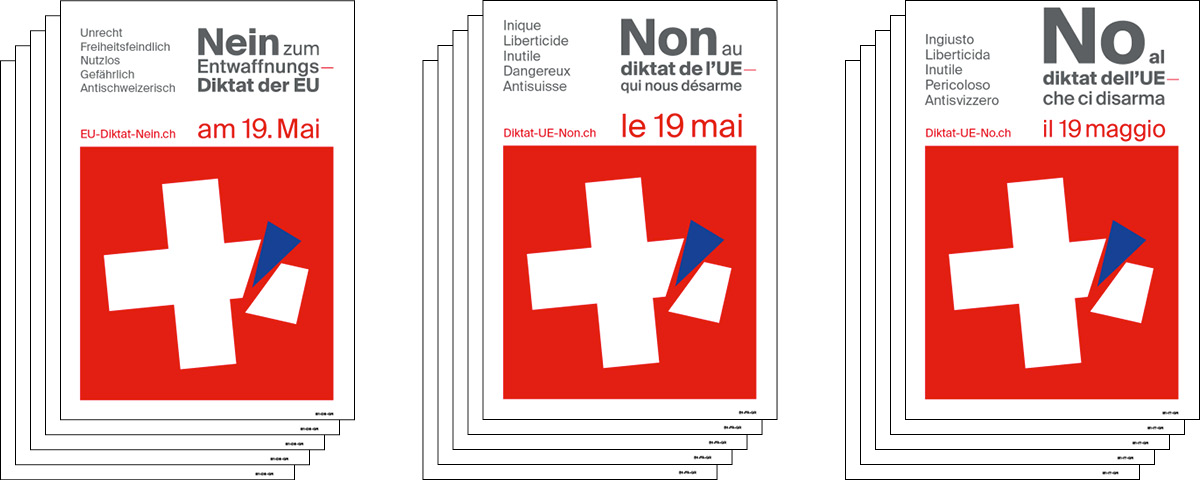 Unrecht
Freiheitsfeindlich
Nutzlos
Gefährlich
Antischweizerisch
Nein zum
Entwaffnungs—
Diktat der EU
EU-Diktat-Nein.ch
am 19. Mai
Inique
Liberticide
Inutile
Dangereux
Antisuisse
Non au
diktat de l’UE—
qui nous désarme
Diktat-UE-Non.ch
le 19 mai
Ingiusto
Liberticida
Inutile
Pericoloso
Antisvizzero
No al
diktat dell’UE—
che ci disarma
Diktat-UE-No.ch
il 19 maggio